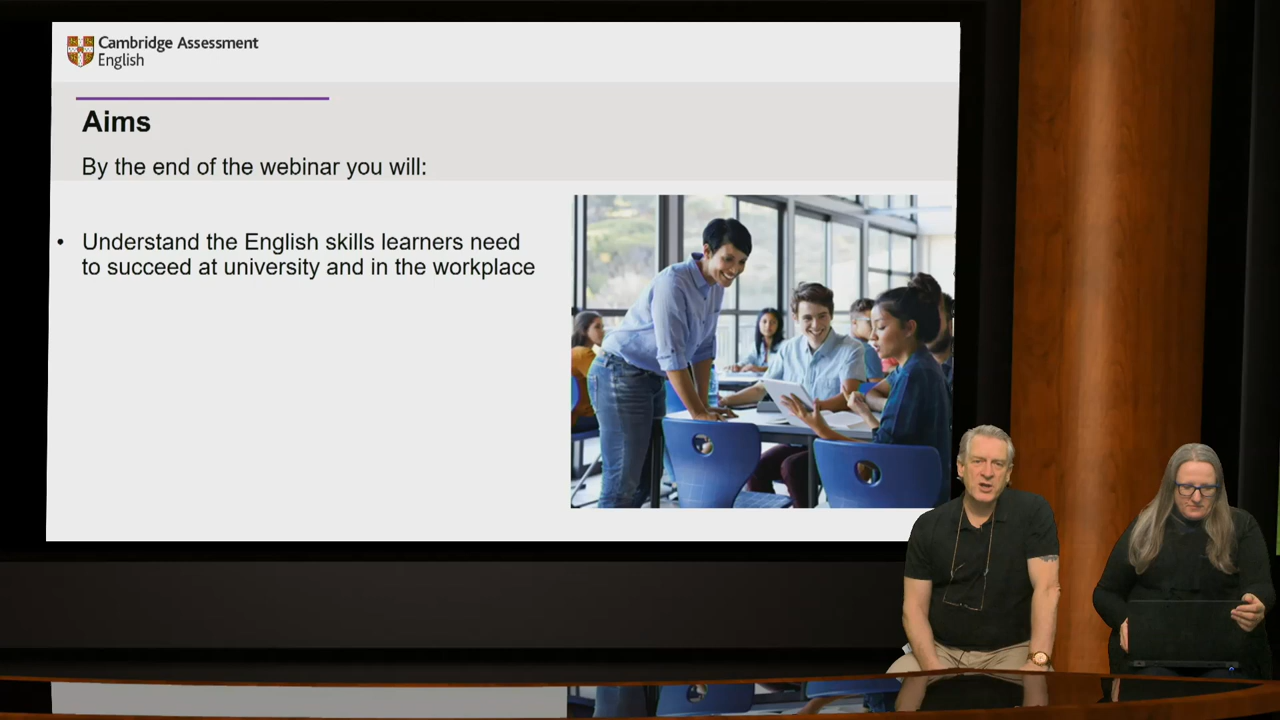 Cambridge Assessment
English
Aims
By the end of the webinar you will:
• Understand the English skills learners need
to succeed at university and in the workplace